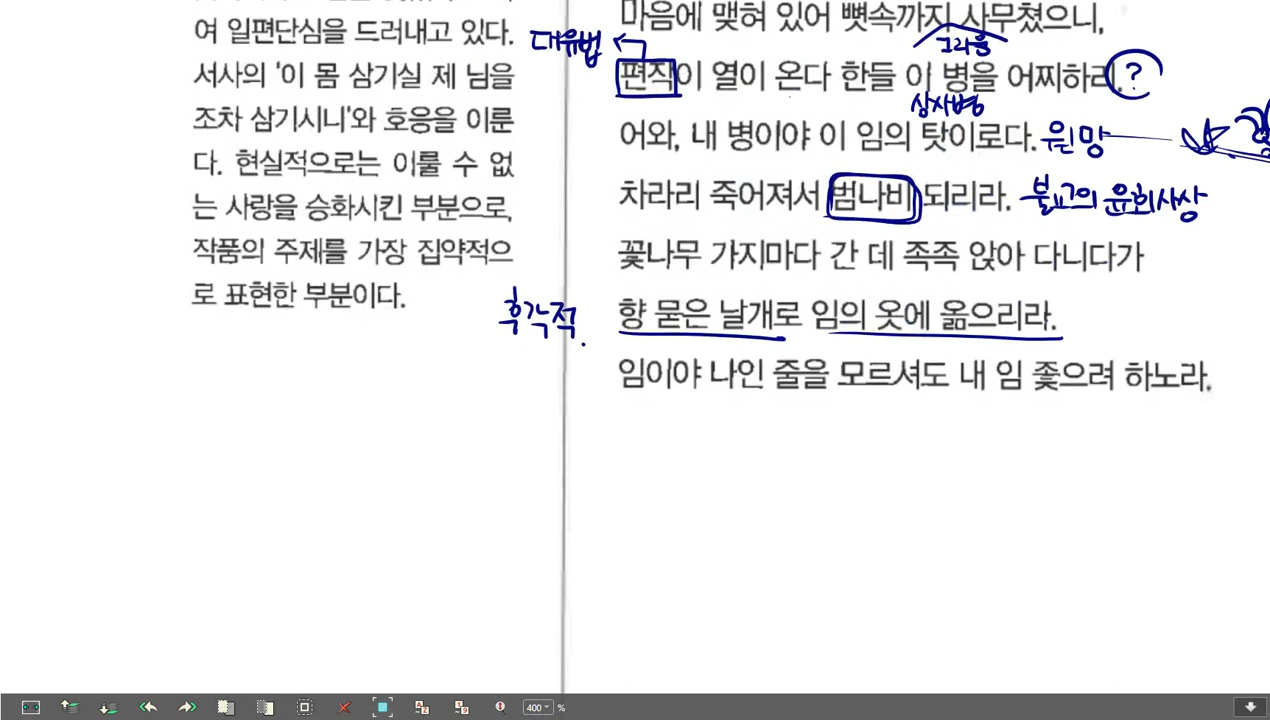 여 일편단심을 드러내고 있다.
서사의 '이 몸 삼기실 제 님을
조차 삼기시니'와 호응을 이룬
다. 현실적으로는 이룰 수 없
는 사랑을 승화시킨 부분으로,
작품의 주제를 가장 집약적으
로 표현한 부분이다.
마음에 맺혀 있어 뼛속까지 사무쳤으니,
대유법
그리움
편작이 열이 온다 한들 이 병을 어찌하리.?
상사병
어와, 내 병이야 이 임의 탓이로다. 원망
차라리 죽어져서 범나비 되리라. 불교의 윤회사상
꽃나무 가지마다 간 데 족족 앉아 다니다가
후각적.
향 묻은 날개로 임의 옷에 옮으리라.
임이야 나인 줄을 모르셔도 내 임 좇으려 하노라.
400 %